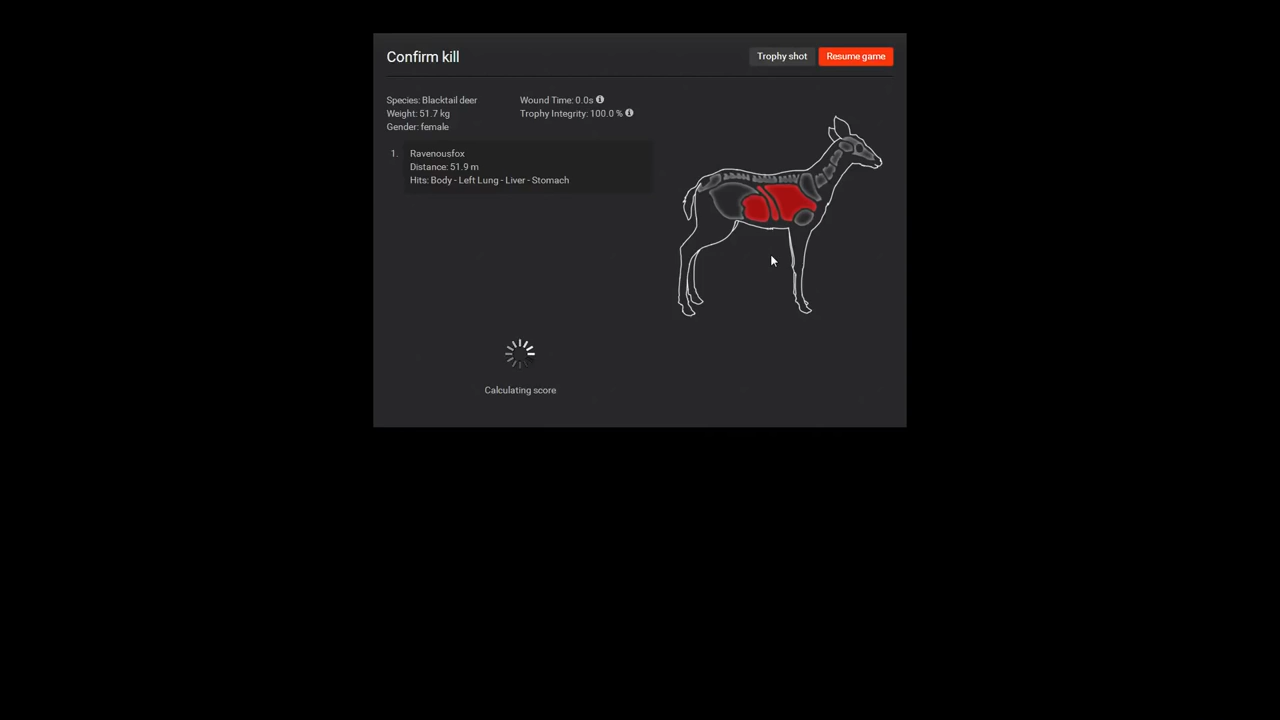 Confirm kill
Trophy shot
Resume game
Species: Blacktail deer
Weight: 51.7 kg
Gender: female
Wound Time: 0.0s
Trophy Integrity: 100.0 %
1.
Ravenousfox
Distance: 51.9 m
Hits: Body - Left Lung - Liver - Stomach
Calculating score